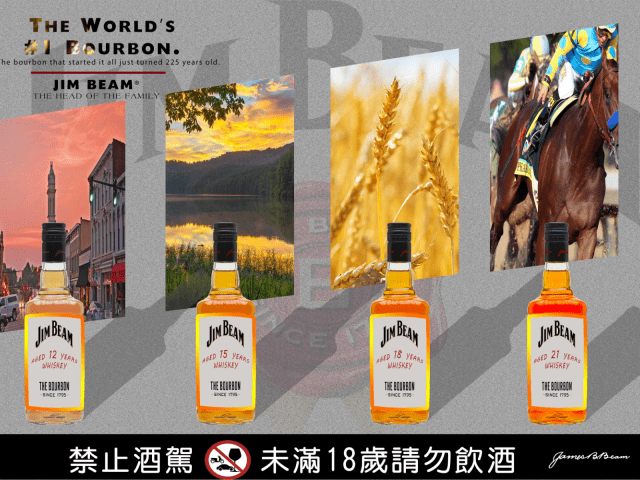 THE WORLD'S
#1 BOURBON.
he bourbon that started it all just turned 225 years old.
JIM BEAM®
THE HEAD OF THE FAMILY
JIM BEAM
AGED 12 YEARS
WHISKEY
THE BOURBON
- SINCE 1795 -
JIM BEAM
AGED 15 YEARS
WHISKEY
THE BOURBON
- SINCE 1795 -
JIM BEAM
AGED 18 YEARS
WHISKEY
THE BOURBON
- SINCE 1795 -
JIM BEAM
AGED 21 YEARS
WHISKEY
THE BOURBON
- SINCE 1795 -
禁止酒駕 未滿18歲請勿飲酒
James B. Beam